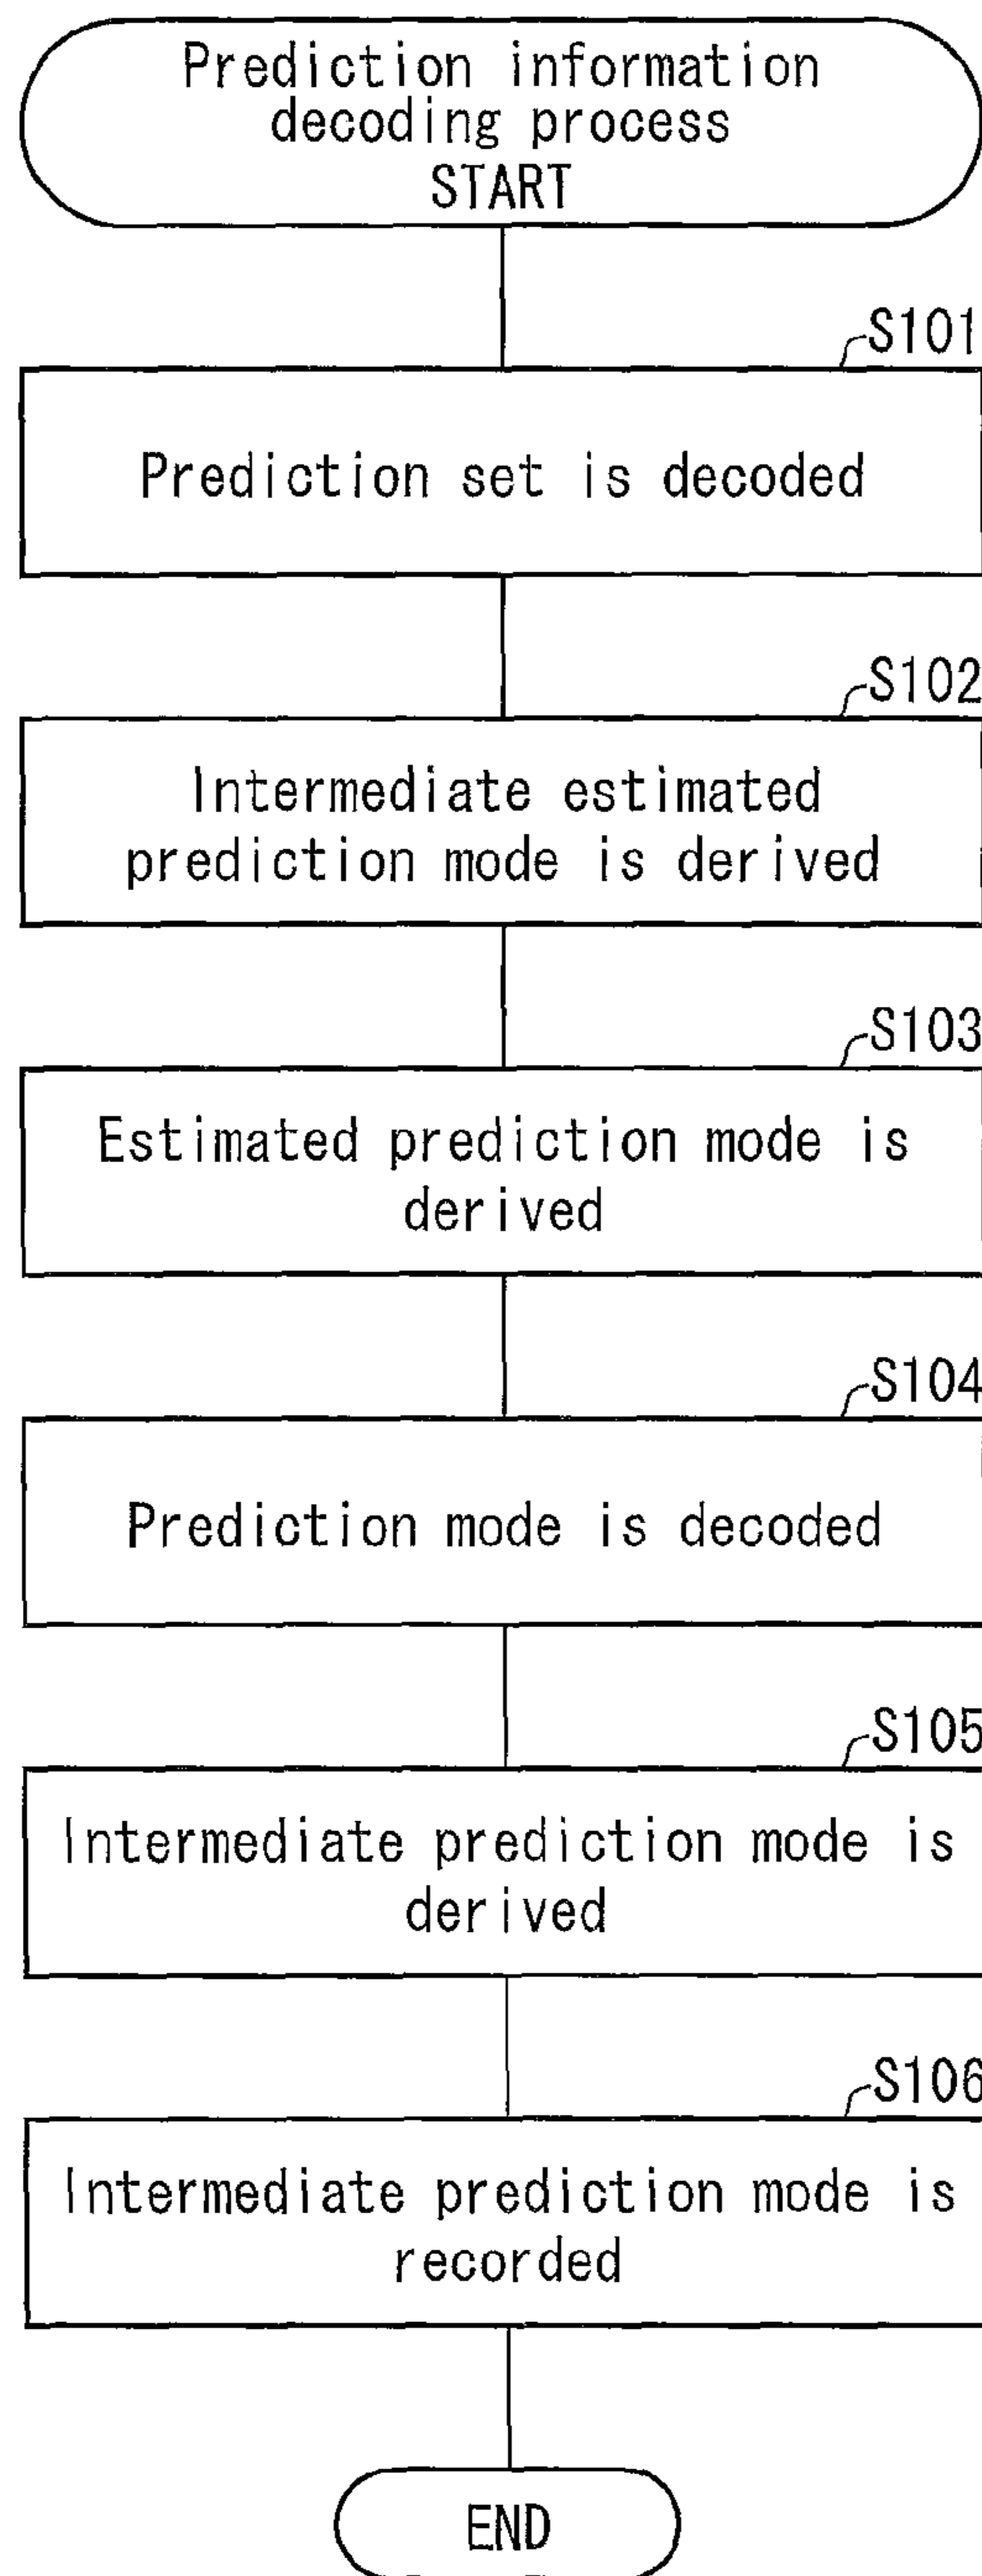 Prediction information
decoding process
START
S101
Prediction set is decoded
S102
Intermediate estimated
prediction mode is derived
S103
Estimated prediction mode is
derived
S104
Prediction mode is decoded
S105
Intermediate prediction mode is
derived
S106
Intermediate prediction mode is
recorded
END